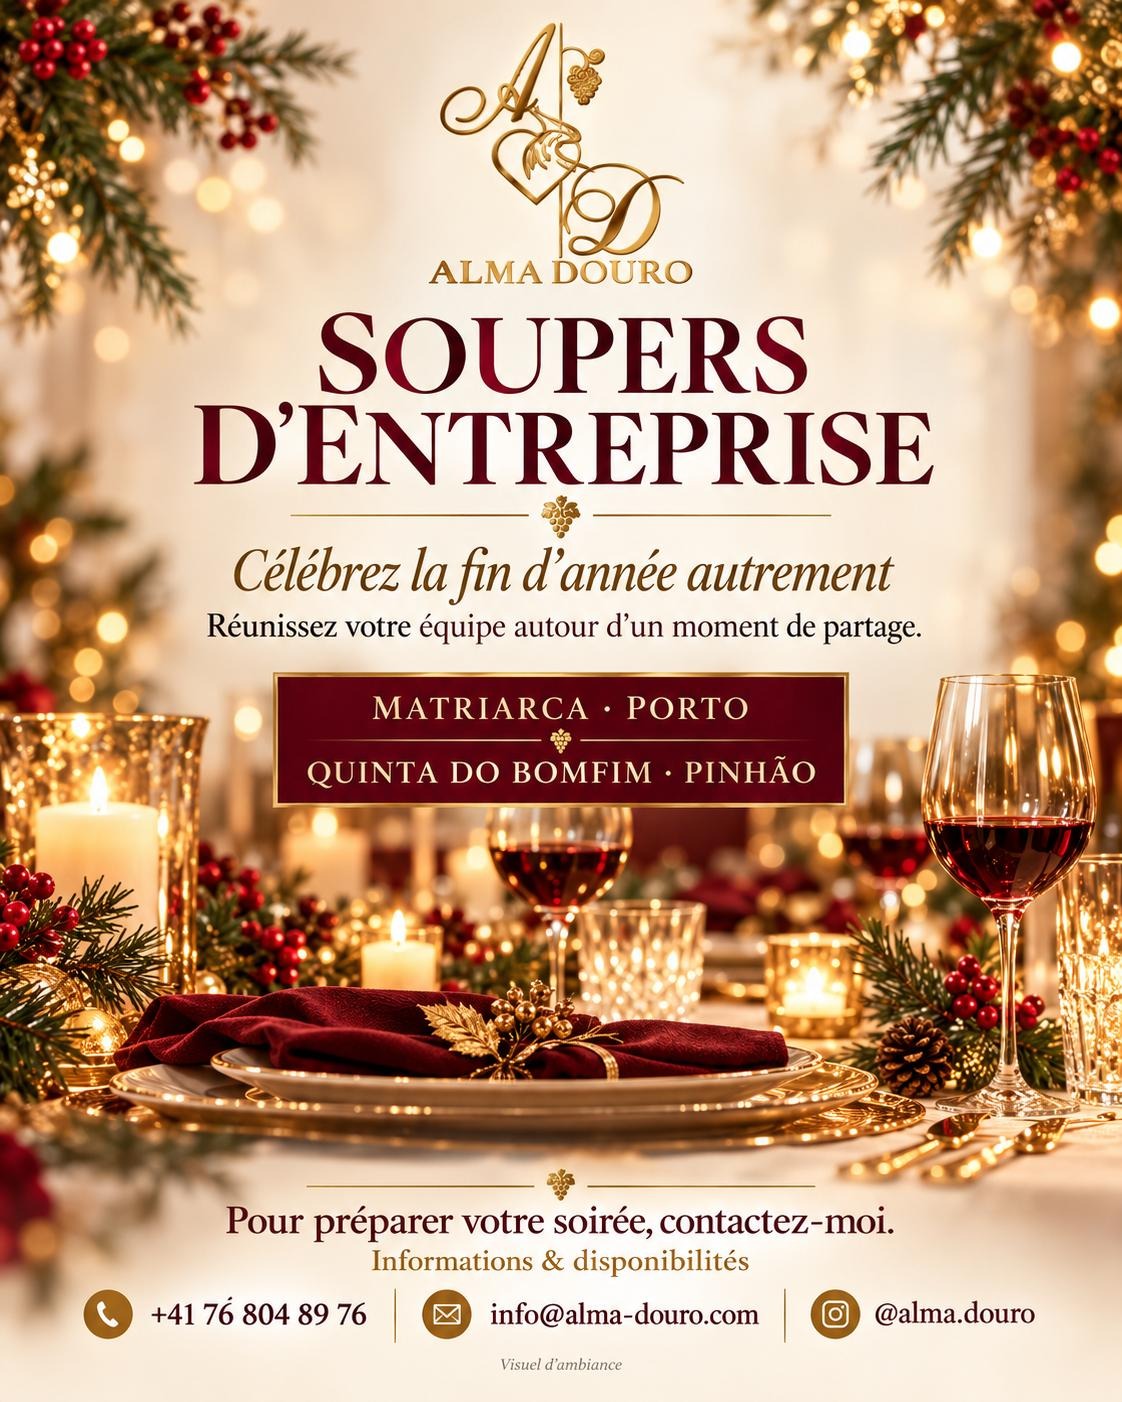 A D
ALMA DOURO
SOUPERS
D’ENTREPRISE
Célébrez la fin d’année autrement
Réunissez votre équipe autour d’un moment de partage.
MATRIARCA · PORTO
QUINTA DO BOMFIM · PINHÃO
Pour préparer votre soirée, contactez-moi.
Informations & disponibilités
+41 76 804 89 76
info@alma-douro.com
@alma.douro
Visuel d’ambiance